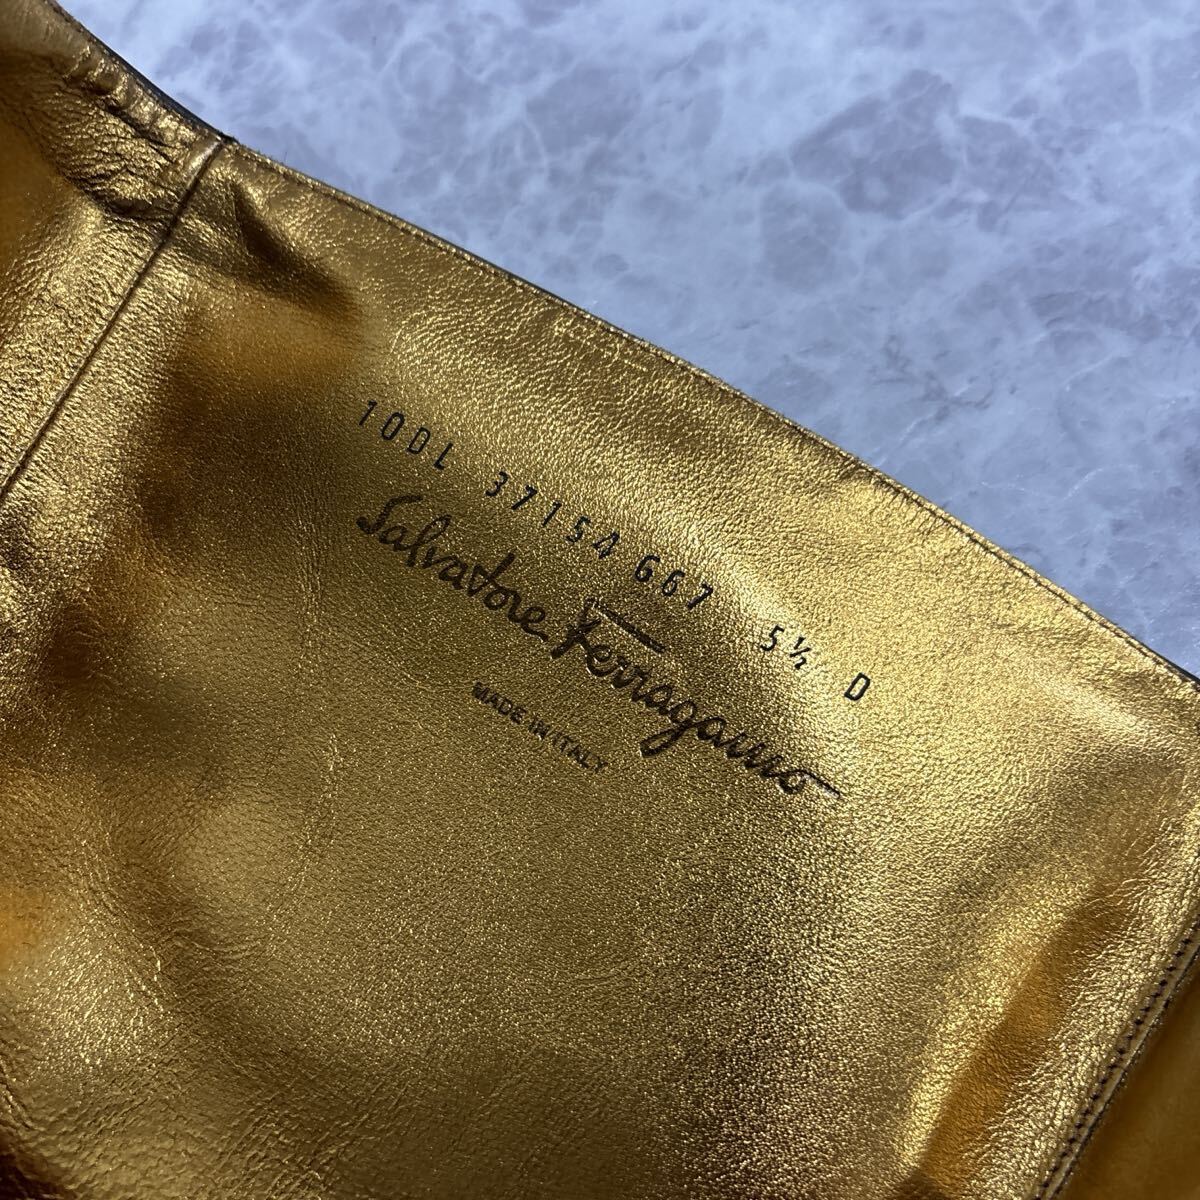 10DL 37154 667 5½ D
Salvatore Ferragamo
MADE IN ITALY